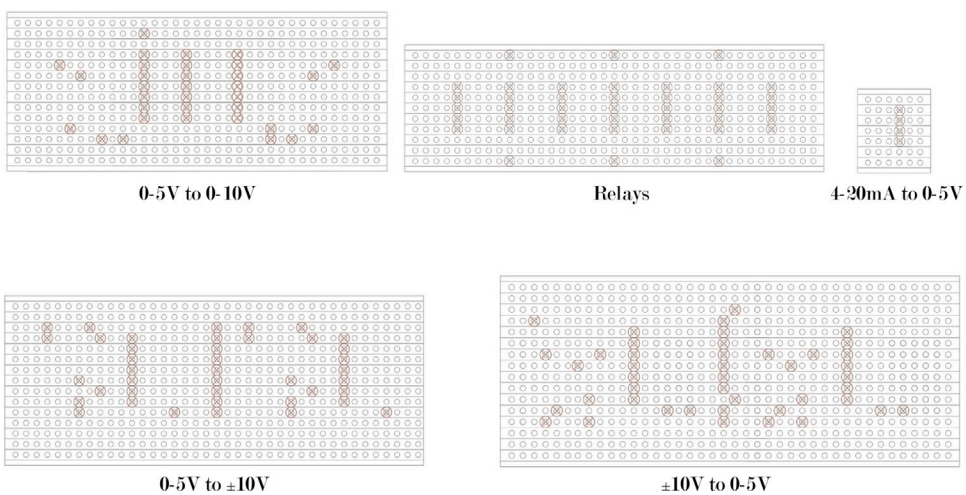 0-5V to 0-10V
Relays
4-20mA to 0-5V
0-5V to ±10V
±10V to 0-5V